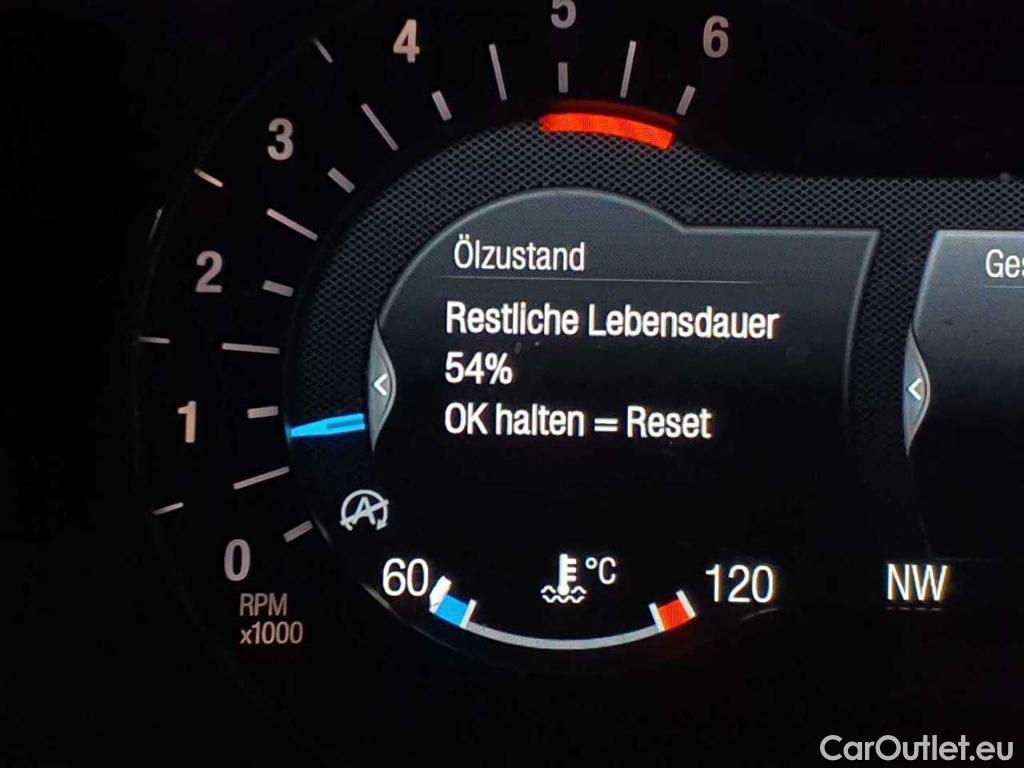 5
4
6
3
2
1
0
RPM
x1000
Ölzustand
Restliche Lebensdauer
54%
OK halten = Reset
<
A
60
°C
120
Ges
<
NW
CarOutlet.eu